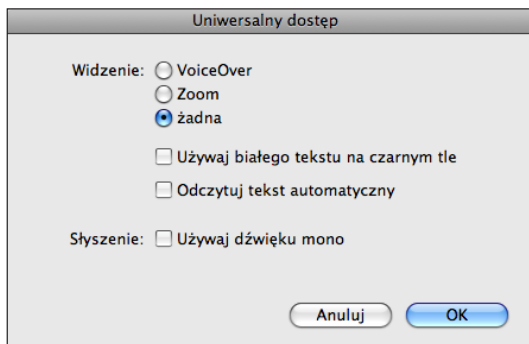 Uniwersalny dostęp
Widzenie: VoiceOver
Zoom
żadna
Używaj białego tekstu na czarnym tle
Odczytuj tekst automatyczny
Słyszenie: Używaj dźwięku mono
Anuluj OK